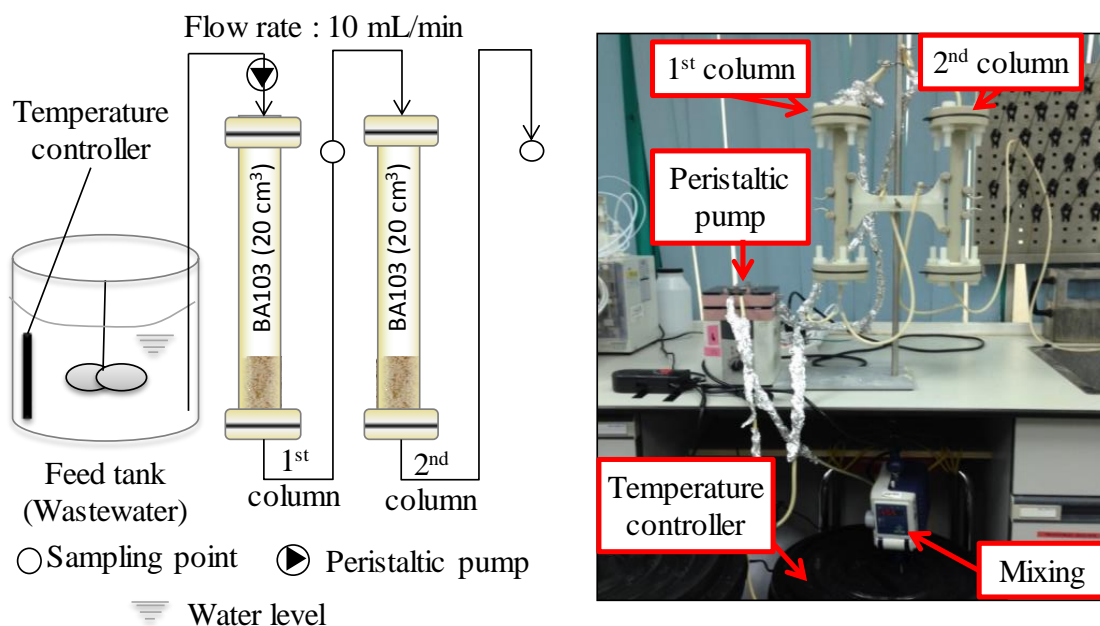 Flow rate : 10 mL/min
Temperature
controller
BA103 (20 cm³)
BA103 (20 cm³)
1st
column
2nd
column
Feed tank
(Wastewater)
Sampling point
Peristaltic pump
Water level
1st column
2nd column
Peristaltic
pump
Temperature
controller
Mixing